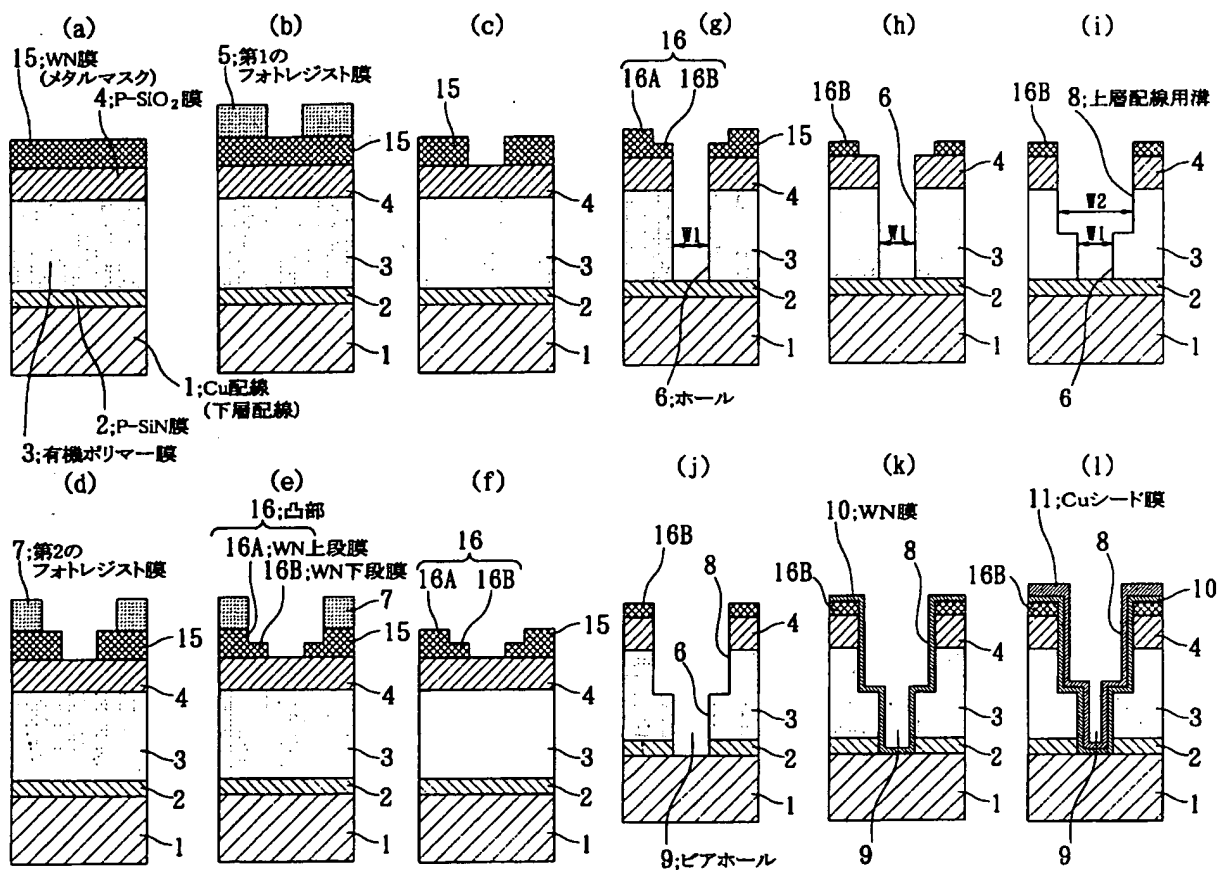 (a)
15;WN膜
(メタルマスク)
4;P-SiO₂膜
1;Cu配線
(下層配線)
2;P-SiN膜
3;有機ポリマー膜
(b)
5;第1の
フォトレジスト膜
15
4
3
2
1
(c)
15
4
3
2
1
(g)
16
16A 16B
15
4
W1
3
2
1
6;ホール
(h)
16B
6
4
W1
3
2
1
(i)
16B
8;上層配線用溝
4
W2
W1
3
2
1
6
(d)
7;第2の
フォトレジスト膜
15
4
3
2
1
(e)
16;凸部
16A;WN上段膜
16B;WN下段膜
7
15
4
3
2
1
(f)
16
16A 16B
15
4
3
2
1
(j)
16B
8
4
6
3
2
1
9;ビアホール
(k)
10;WN膜
16B
8
4
3
2
1
9
(l)
11;Cuシード膜
16B
8
10
4
3
2
1
9